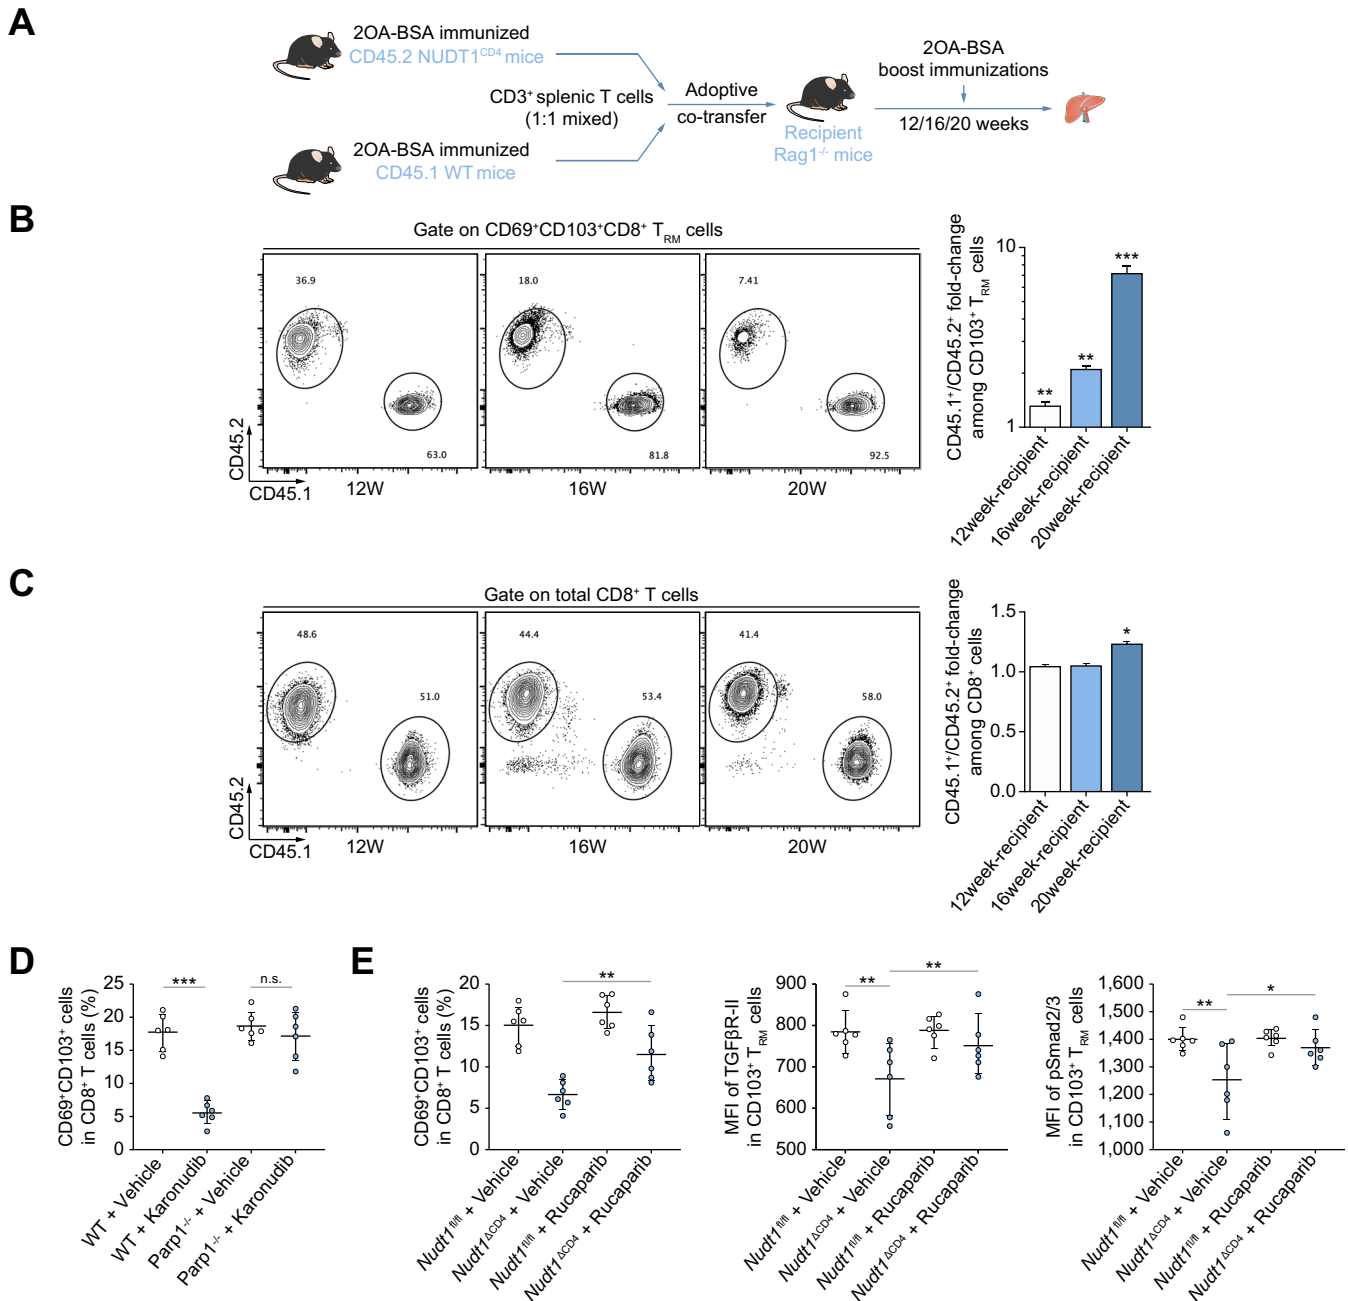 A
2OA-BSA immunized
CD45.2 NUDT1CD4 mice
CD3+ splenic T cells
(1:1 mixed)
2OA-BSA immunized
CD45.1 WT mice
Adoptive
co-transfer
Recipient
Rag1-/- mice
2OA-BSA
boost immunizations
12/16/20 weeks
B
Gate on CD69+CD103+CD8+ TRM cells
36.9
63.0
18.0
81.8
7.41
92.5
CD45.2
CD45.1
12W
16W
20W
CD45.1+/CD45.2+ fold-change
among CD103+ TRM cells
10
1
**
**
***
12week-recipient
16week-recipient
20week-recipient
C
Gate on total CD8+ T cells
48.6
51.0
44.4
53.4
41.4
58.0
CD45.2
CD45.1
12W
16W
20W
CD45.1+/CD45.2+ fold-change
among CD8+ cells
1.5
1.0
0.5
0.0
*
12week-recipient
16week-recipient
20week-recipient
D
CD69+CD103+ cells
in CD8+ T cells (%)
25
20
15
10
5
0
***
n.s.
WT + Vehicle
WT + Karonudib
Parp1-/- + Vehicle
Parp1-/- + Karonudib
E
CD69+CD103+ cells
in CD8+ T cells (%)
20
15
10
5
0
**
Nudt1fl/fl + Vehicle
Nudt1ΔCD4 + Vehicle
Nudt1fl/fl + Rucaparib
Nudt1ΔCD4 + Rucaparib
MFI of TGFβR-II
in CD103+ TRM cells
900
800
700
600
500
**
**
Nudt1fl/fl + Vehicle
Nudt1ΔCD4 + Vehicle
Nudt1fl/fl + Rucaparib
Nudt1ΔCD4 + Rucaparib
MFI of pSmad2/3
in CD103+ TRM cells
1,600
1,500
1,400
1,300
1,200
1,100
1,000
**
*
Nudt1fl/fl + Vehicle
Nudt1ΔCD4 + Vehicle
Nudt1fl/fl + Rucaparib
Nudt1ΔCD4 + Rucaparib